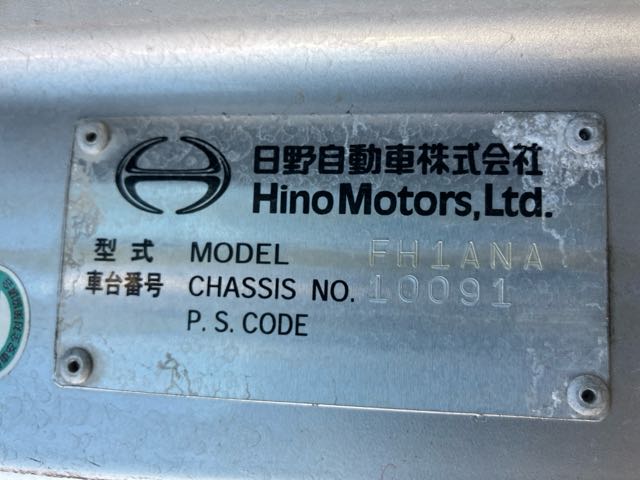 日野自動車株式会社
Hino Motors, Ltd.
型式 MODEL FH1ANA
車台番号 CHASSIS NO. 10091
P. S. CODE